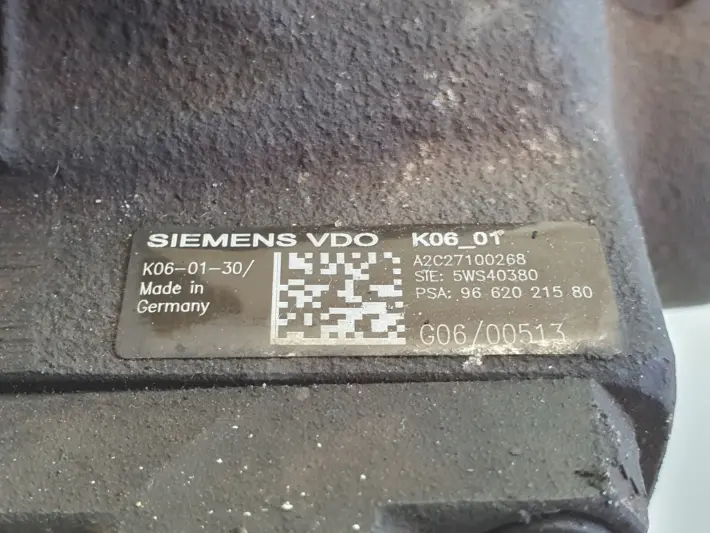 SIEMENS VDO K06_01
K06-01-30/
Made in
Germany
A2C27100268
STE: 5WS40380
PSA: 96 620 215 80
G06/00513